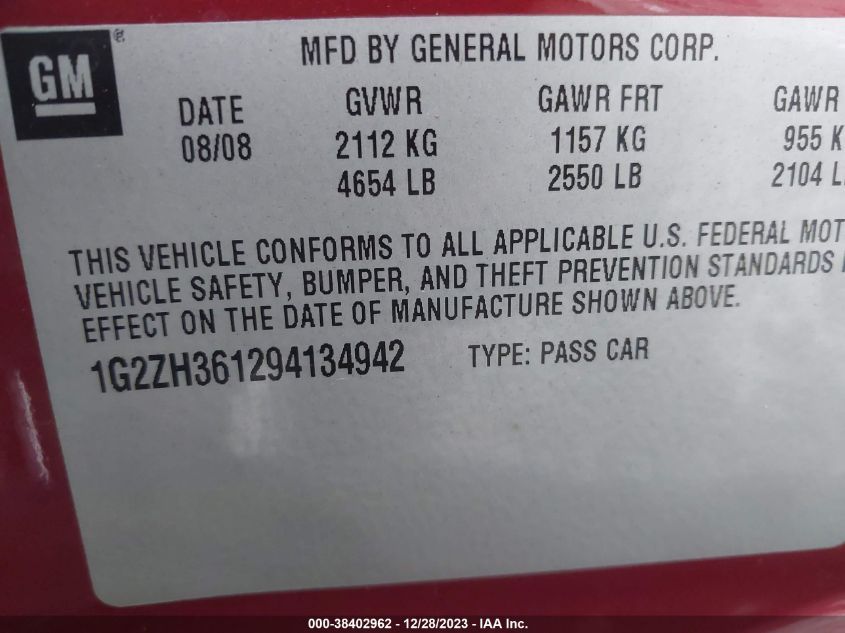 GM
MFD BY GENERAL MOTORS CORP.
DATE GVWR GAWR FRT GAWR
08/08 2112 KG 1157 KG 955 K
4654 LB 2550 LB 2104 L
THIS VEHICLE CONFORMS TO ALL APPLICABLE U.S. FEDERAL MOT
VEHICLE SAFETY, BUMPER, AND THEFT PREVENTION STANDARDS
EFFECT ON THE DATE OF MANUFACTURE SHOWN ABOVE.
1G2ZH361294134942 TYPE: PASS CAR
000-38402962 - 12/28/2023 - IAA Inc.